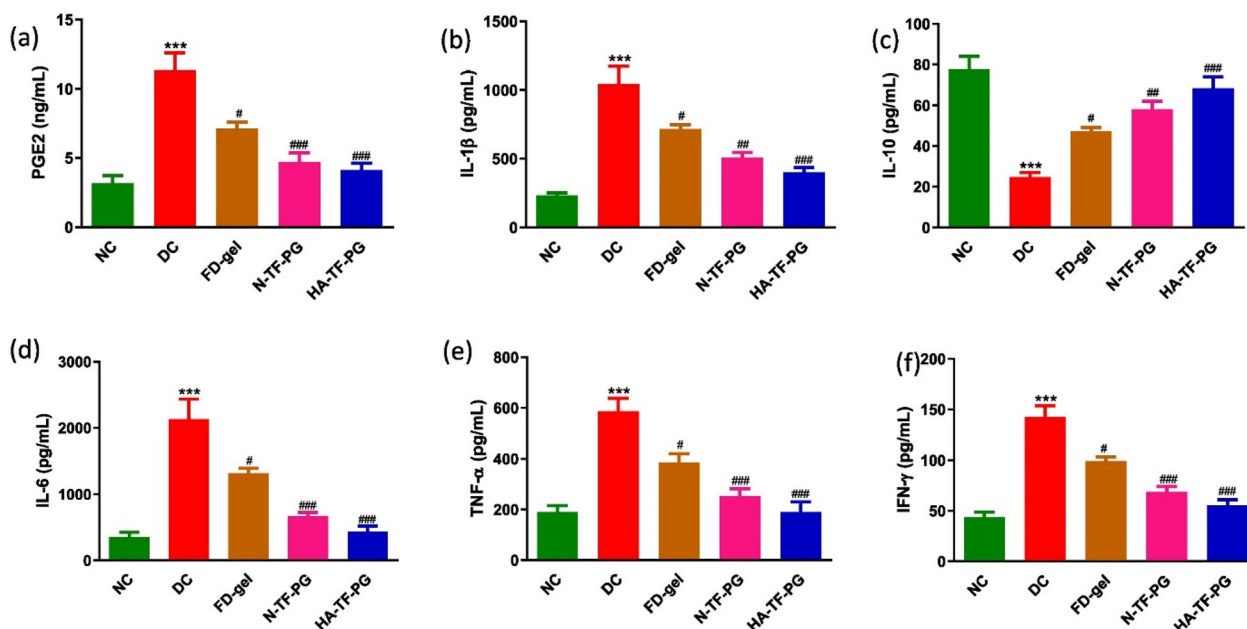 (a)
PGE2 (ng/mL)
15
10
5
0
***
#
###
###
NC
DC
FD-gel
N-TF-PG
HA-TF-PG
(b)
IL-1β (pg/mL)
1500
1000
500
0
***
#
##
###
NC
DC
FD-gel
N-TF-PG
HA-TF-PG
(c)
IL-10 (pg/mL)
100
80
60
40
20
0
***
#
##
###
NC
DC
FD-gel
N-TF-PG
HA-TF-PG
(d)
IL-6 (pg/mL)
3000
2000
1000
0
***
#
###
###
NC
DC
FD-gel
N-TF-PG
HA-TF-PG
(e)
TNF-α (pg/mL)
800
600
400
200
0
***
#
###
###
NC
DC
FD-gel
N-TF-PG
HA-TF-PG
(f)
IFN-γ (pg/mL)
200
150
100
50
0
***
#
###
###
NC
DC
FD-gel
N-TF-PG
HA-TF-PG